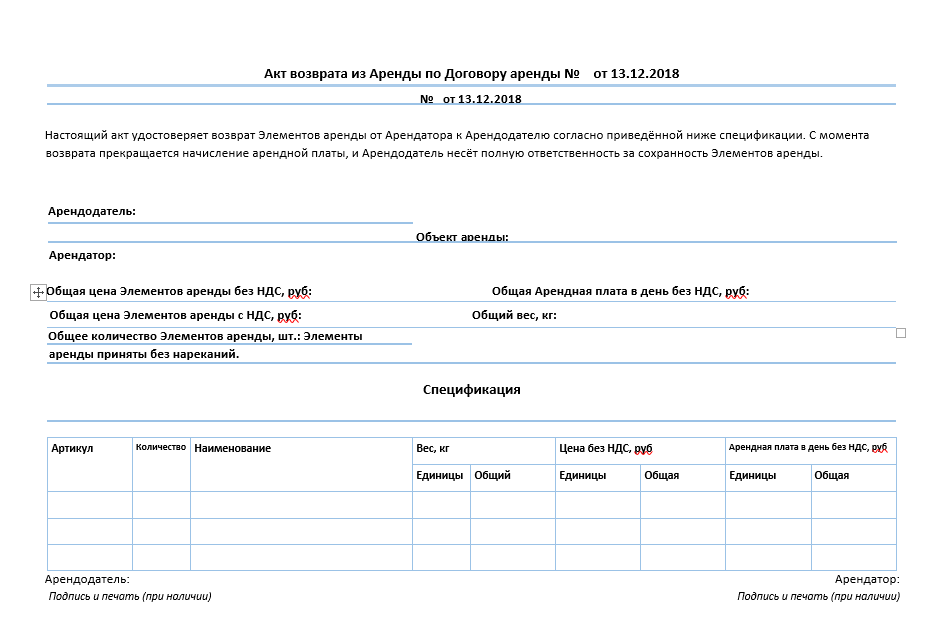 Акт возврата из Аренды по Договору аренды № от 13.12.2018
№ от 13.12.2018
Настоящий акт удостоверяет возврат Элементов аренды от Арендатора к Арендодателю согласно приведённой ниже спецификации. С момента
возврата прекращается начисление арендной платы, и Арендодатель несёт полную ответственность за сохранность Элементов аренды.
Арендодатель:
Объект аренды:
Арендатор:
Общая цена Элементов аренды без НДС, руб: Общая Арендная плата в день без НДС, руб:
Общая цена Элементов аренды с НДС, руб: Общий вес, кг:
Общее количество Элементов аренды, шт.: Элементы
аренды приняты без нареканий.
Спецификация
Артикул Количество Наименование Вес, кг Цена без НДС, руб Арендная плата в день без НДС, руб
Единицы Общий Единицы Общая Единицы Общая
Арендодатель: Арендатор:
Подпись и печать (при наличии) Подпись и печать (при наличии)